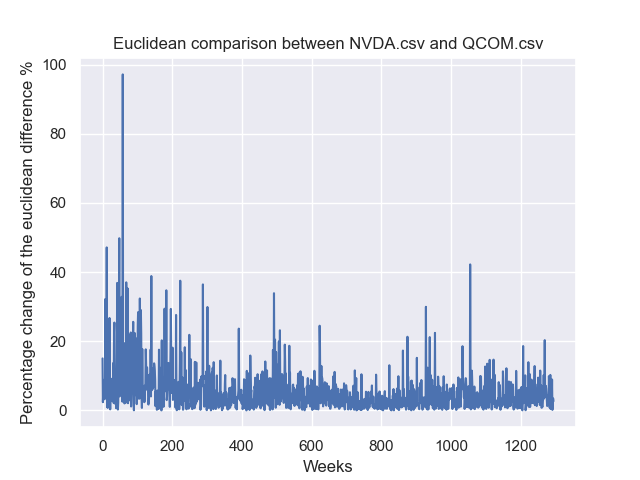 Euclidean comparison between NVDA.csv and QCOM.csv
Percentage change of the euclidean difference %
100
80
60
40
20
0
0 200 400 600 800 1000 1200
Weeks